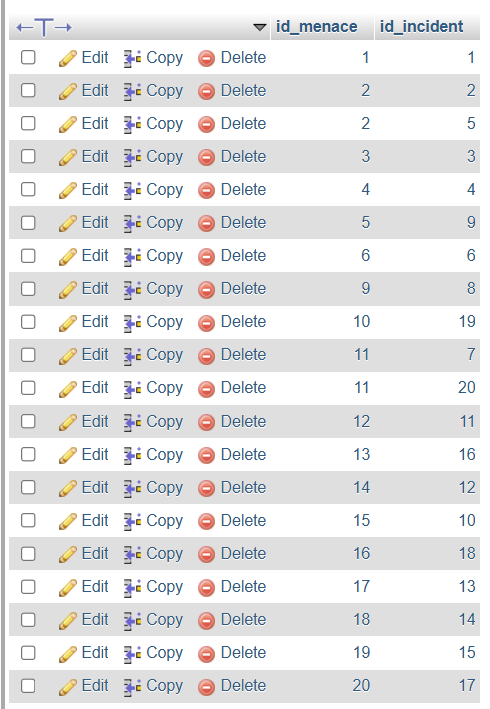 id_menace id_incident
Edit Copy Delete 1 1
Edit Copy Delete 2 2
Edit Copy Delete 2 5
Edit Copy Delete 3 3
Edit Copy Delete 4 4
Edit Copy Delete 5 9
Edit Copy Delete 6 6
Edit Copy Delete 9 8
Edit Copy Delete 10 19
Edit Copy Delete 11 7
Edit Copy Delete 11 20
Edit Copy Delete 12 11
Edit Copy Delete 13 16
Edit Copy Delete 14 12
Edit Copy Delete 15 10
Edit Copy Delete 16 18
Edit Copy Delete 17 13
Edit Copy Delete 18 14
Edit Copy Delete 19 15
Edit Copy Delete 20 17